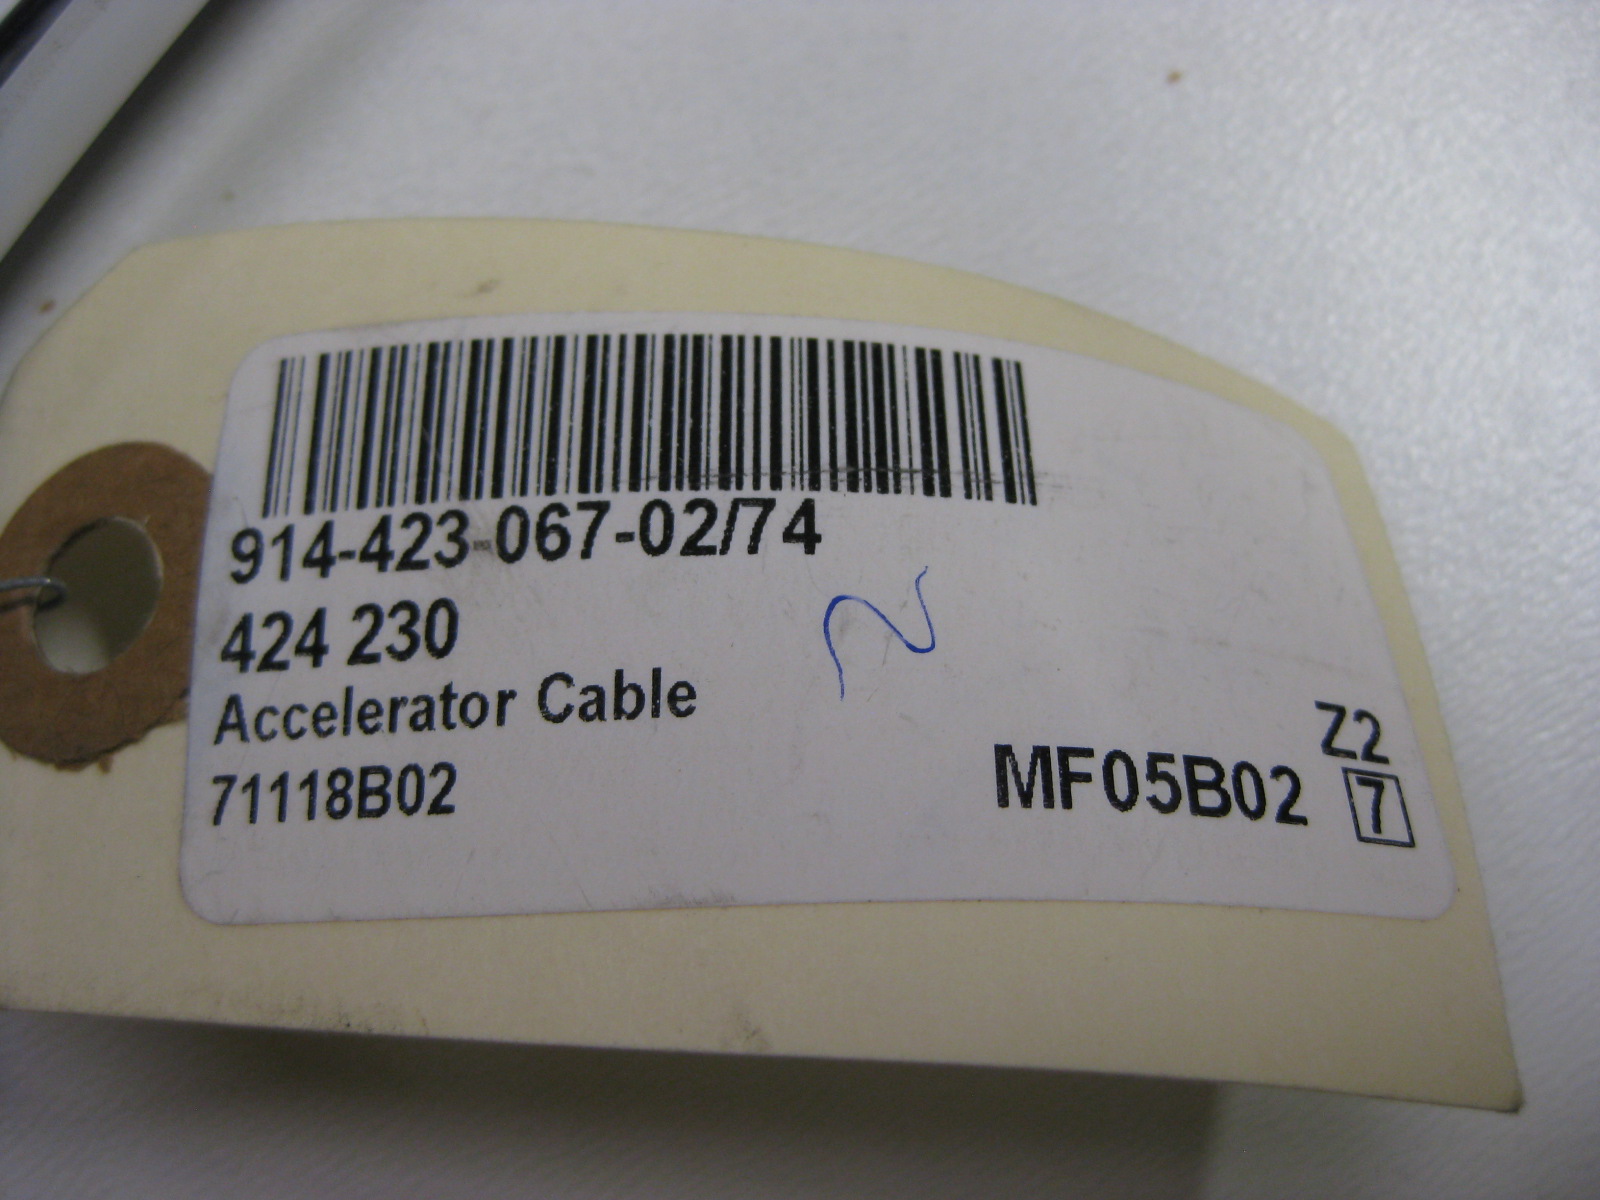 914-423-067-02/74
424 230
Accelerator Cable
71118B02
Z2
MF05B02 7